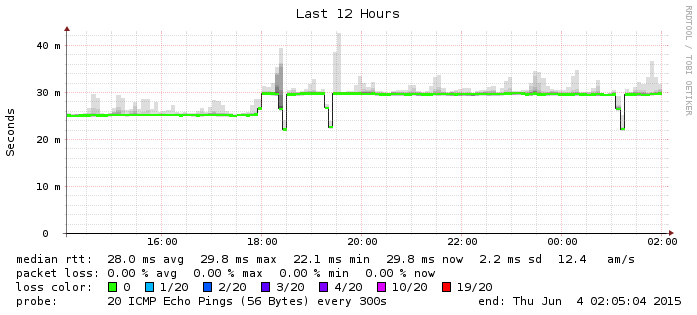 Last 12 Hours
RRDTOOL / TOBI OETIKER
Seconds
40 m
30 m
20 m
10 m
0
16:00 18:00 20:00 22:00 00:00 02:00
median rtt: 28.0 ms avg 29.8 ms max 22.1 ms min 29.8 ms now 2.2 ms sd 12.4 am/s
packet loss: 0.00 % avg 0.00 % max 0.00 % min 0.00 % now
loss color: 0 1/20 2/20 3/20 4/20 10/20 19/20
probe: 20 ICMP Echo Pings (56 Bytes) every 300s end: Thu Jun 4 02:05:04 2015